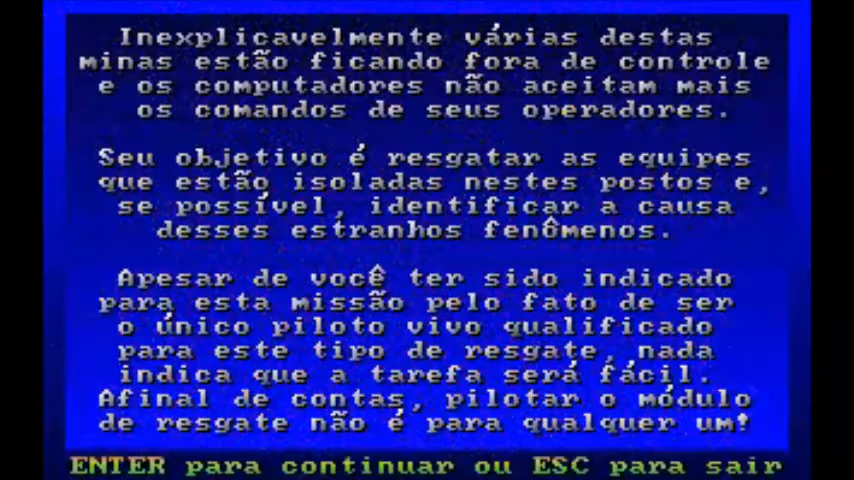 Inexplicavelmente várias destas
minas estão ficando fora de controle
e os computadores não aceitam mais
os comandos de seus operadores.
Seu objetivo é resgatar as equipes
que estão isoladas nestes postos e,
se possível, identificar a causa
desses estranhos fenômenos.
Apesar de você ter sido indicado
para esta missão pelo fato de ser
o único piloto vivo qualificado
para este tipo de resgate, nada
indica que a tarefa será fácil.
Afinal de contas, pilotar o módulo
de resgate não é para qualquer um!
ENTER para continuar ou ESC para sair